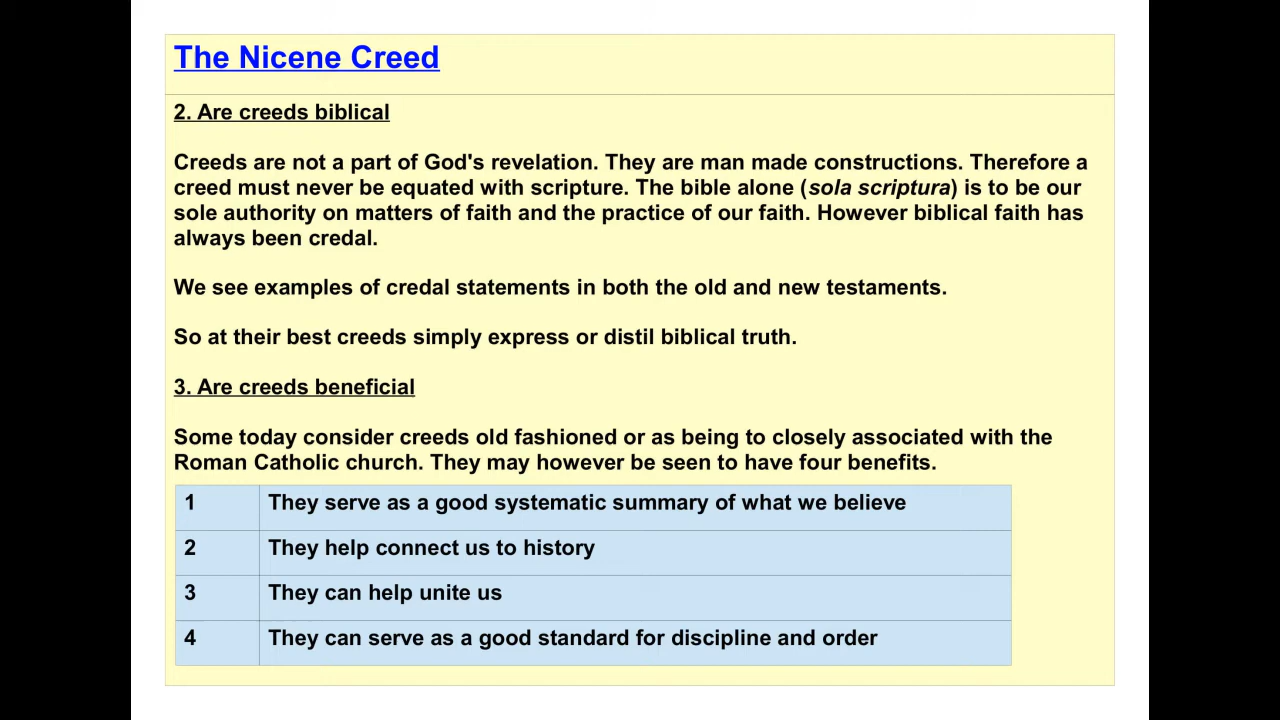 The Nicene Creed
2. Are creeds biblical
Creeds are not a part of God's revelation. They are man made constructions. Therefore a
creed must never be equated with scripture. The bible alone (sola scriptura) is to be our
sole authority on matters of faith and the practice of our faith. However biblical faith has
always been credal.
We see examples of credal statements in both the old and new testaments.
So at their best creeds simply express or distil biblical truth.
3. Are creeds beneficial
Some today consider creeds old fashioned or as being to closely associated with the
Roman Catholic church. They may however be seen to have four benefits.
1 They serve as a good systematic summary of what we believe
2 They help connect us to history
3 They can help unite us
4 They can serve as a good standard for discipline and order